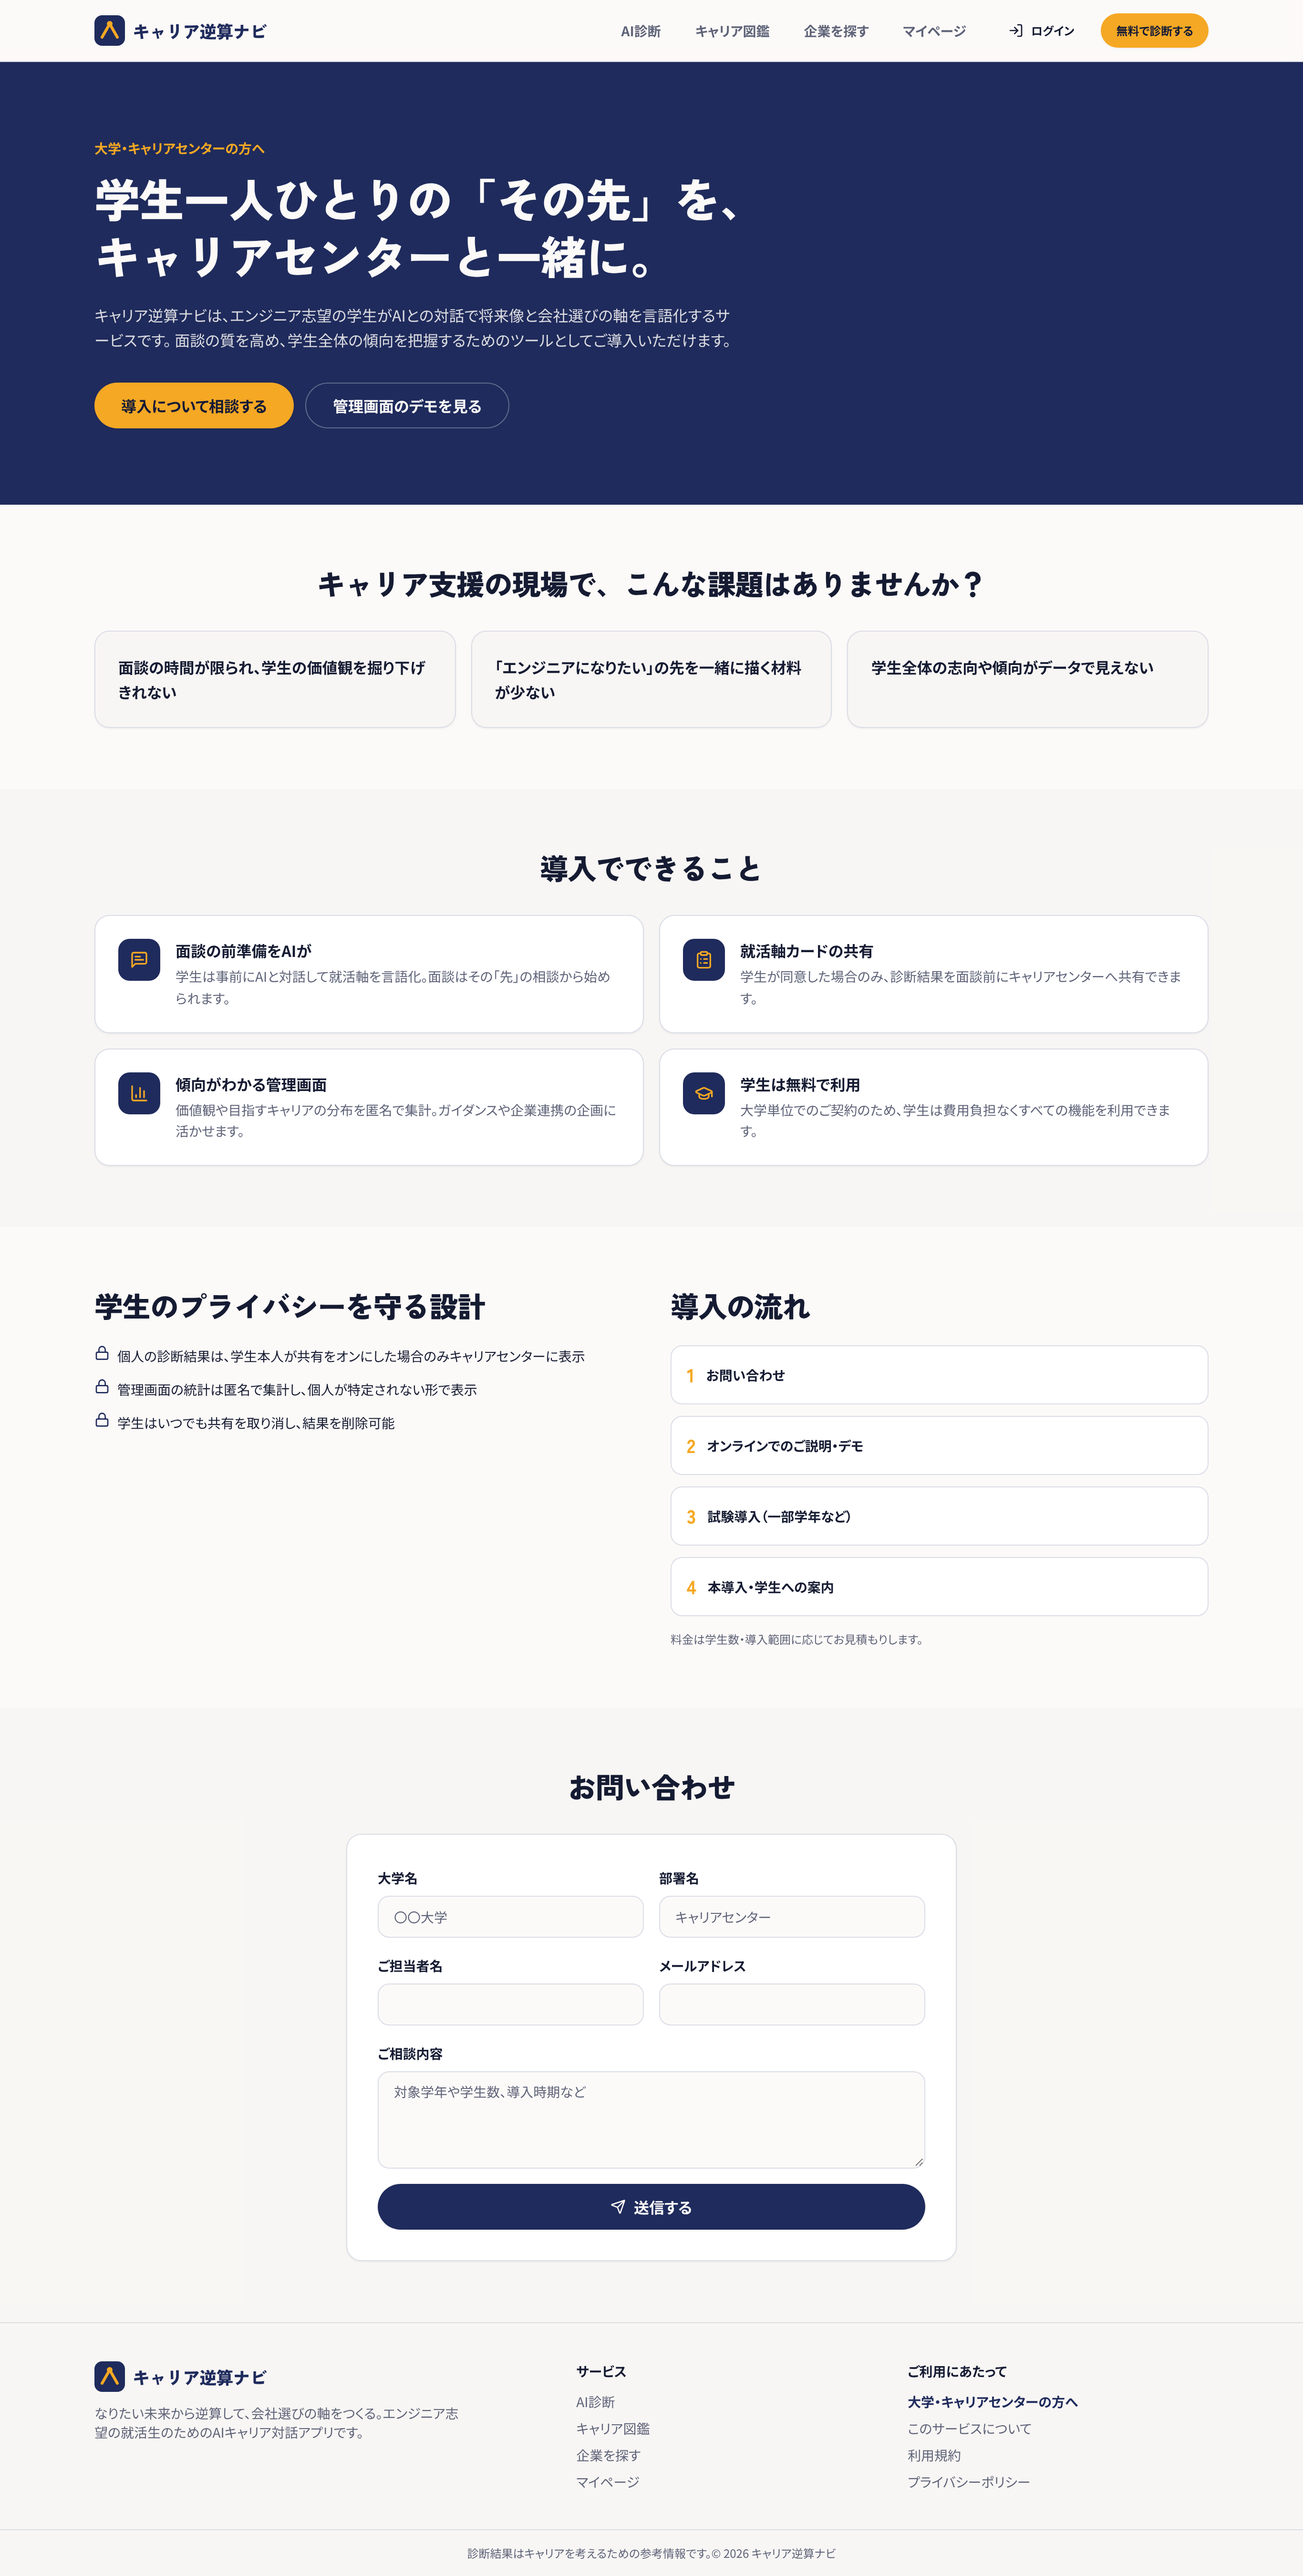 キャリア逆算ナビ
AI診断
キャリア図鑑
企業を探す
マイページ
ログイン
無料で診断する
大学・キャリアセンターの方へ
学生一人ひとりの「その先」を、
キャリアセンターと一緒に。
キャリア逆算ナビは、エンジニア志望の学生がAIとの対話で将来像と会社選びの軸を言語化するサ
ービスです。面談の質を高め、学生全体の傾向を把握するためのツールとしてご導入いただけます。
導入について相談する
管理画面のデモを見る
キャリア支援の現場で、こんな課題はありませんか？
面談の時間が限られ、学生の価値観を掘り下げ
きれない
「エンジニアになりたい」の先を一緒に描く材料
が少ない
学生全体の志向や傾向がデータで見えない
導入でできること
面談の前準備をAIが
学生は事前にAIと対話して就活軸を言語化。面談はその「先」の相談から始め
られます。
就活軸カードの共有
学生が同意した場合のみ、診断結果を面談前にキャリアセンターへ共有できま
す。
傾向がわかる管理画面
価値観や目指すキャリアの分布を匿名で集計。ガイダンスや企業連携の企画に
活かせます。
学生は無料で利用
大学単位でのご契約のため、学生は費用負担なくすべての機能を利用できま
す。
学生のプライバシーを守る設計
個人の診断結果は、学生本人が共有をオンにした場合のみキャリアセンターに表示
管理画面の統計は匿名で集計し、個人が特定されない形で表示
学生はいつでも共有を取り消し、結果を削除可能
導入の流れ
1 お問い合わせ
2 オンラインでのご説明・デモ
3 試験導入（一部学年など）
4 本導入・学生への案内
料金は学生数・導入範囲に応じてお見積もりします。
お問い合わせ
大学名
〇〇大学
部署名
キャリアセンター
ご担当者名
メールアドレス
ご相談内容
対象学年や学生数、導入時期など
送信する
キャリア逆算ナビ
なりたい未来から逆算して、会社選びの軸をつくる。エンジニア志
望の就活生のためのAIキャリア対話アプリです。
サービス
AI診断
キャリア図鑑
企業を探す
マイページ
ご利用にあたって
大学・キャリアセンターの方へ
このサービスについて
利用規約
プライバシーポリシー
診断結果はキャリアを考えるための参考情報です。© 2026 キャリア逆算ナビ